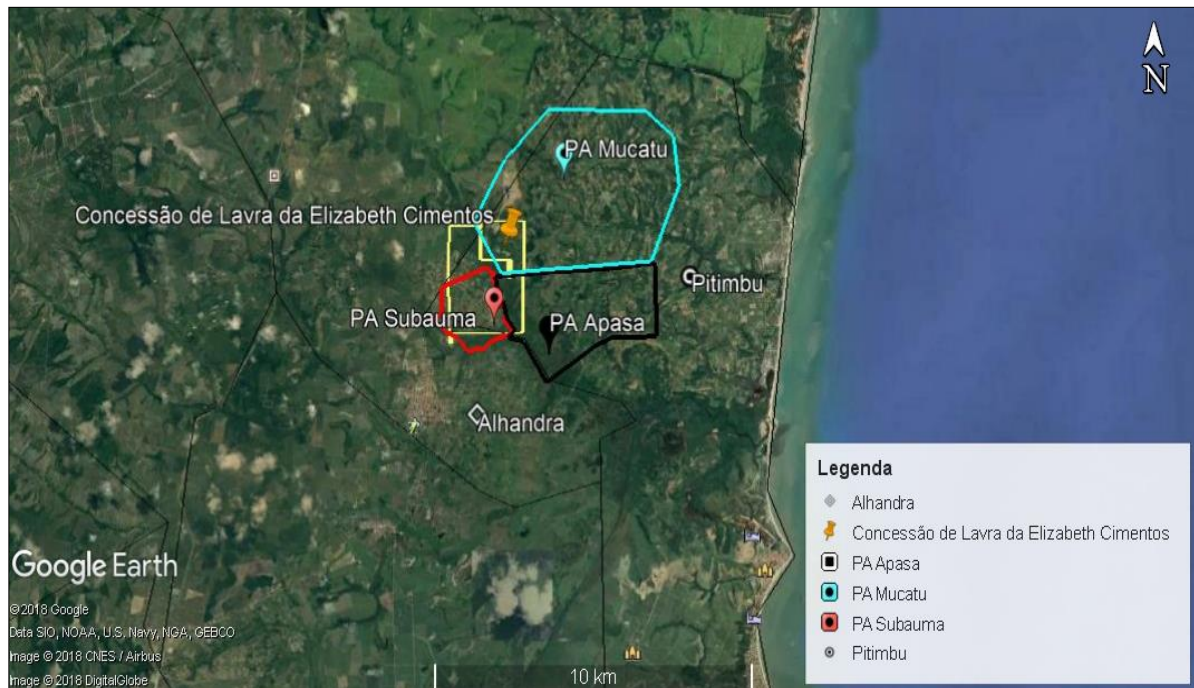 N
PA Mucatu
Concessão de Lavra da Elizabeth Cimentos
Pitimbu
PA Subauma
PA Apasa
Alhandra
Legenda
Alhandra
Concessão de Lavra da Elizabeth Cimentos
PA Apasa
PA Mucatu
PA Subauma
Pitimbu
Google Earth
©2018 Google
Data SIO, NOAA, U.S. Navy, NGA, GEBCO
Image © 2018 CNES / Airbus
Image © 2018 DigitalGlobe
10 km